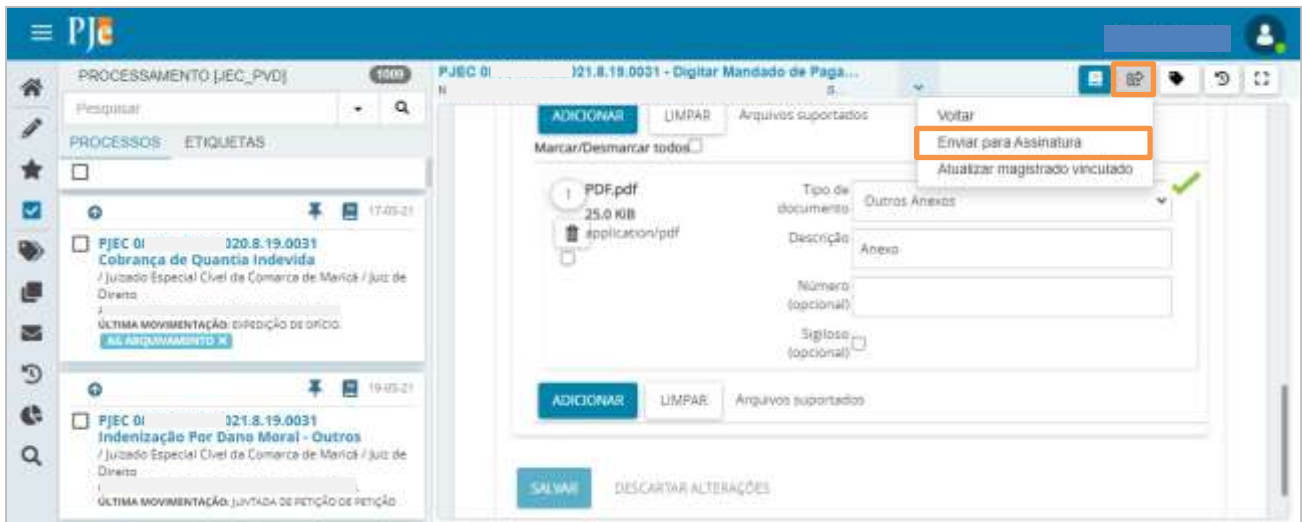 PJe
PROCESSAMENTO [JEC_PVD]
1000
Pesquisar
PROCESSOS ETIQUETAS
17-05-21
PJEC 0 020.8.19.0031
Cobrança de Quantia Indevida
/ Juizado Especial Cível da Comarca de Maricá / Juiz de
Direito
ÚLTIMA MOVIMENTAÇÃO: EXPEDIÇÃO DE OFÍCIO.
AG ARQUIVAMENTO X
19-05-21
PJEC 0 021.8.19.0031
Indenização Por Dano Moral - Outros
/ Juizado Especial Cível da Comarca de Maricá / Juiz de
Direito
ÚLTIMA MOVIMENTAÇÃO: JUNTADA DE PETIÇÃO DE PETIÇÃO
PJEC 0 021.8.19.0031 - Digitar Mandado de Paga...
N S...
Voltar
Enviar para Assinatura
Atualizar magistrado vinculado
ADICIONAR LIMPAR Arquivos suportados
Marcar/Desmarcar todos
1 PDF.pdf
25.0 KiB
application/pdf
Tipo de
documento
Outros Anexos
Descrição
Anexo
Número
(opcional)
Sigiloso
(opcional)
ADICIONAR LIMPAR Arquivos suportados
SALVAR DESCARTAR ALTERAÇÕES